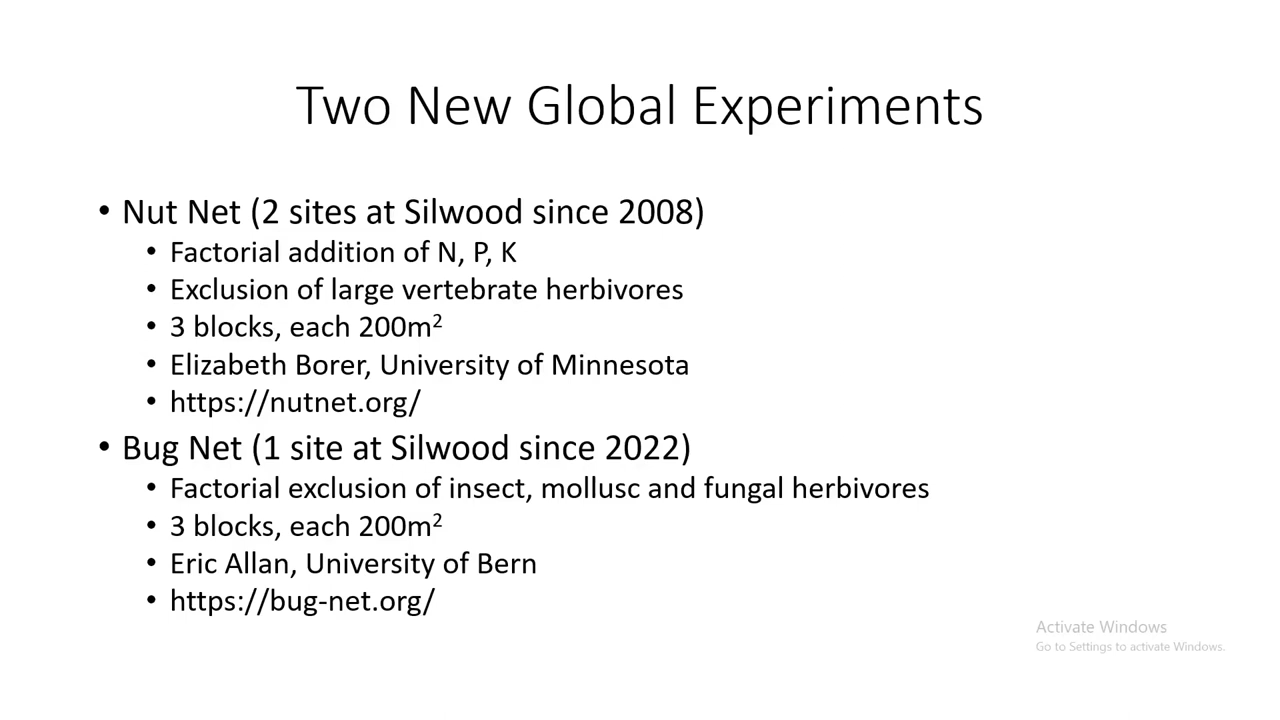 Two New Global Experiments
• Nut Net (2 sites at Silwood since 2008)
• Factorial addition of N, P, K
• Exclusion of large vertebrate herbivores
• 3 blocks, each 200m²
• Elizabeth Borer, University of Minnesota
• https://nutnet.org/
• Bug Net (1 site at Silwood since 2022)
• Factorial exclusion of insect, mollusc and fungal herbivores
• 3 blocks, each 200m²
• Eric Allan, University of Bern
• https://bug-net.org/
Activate Windows
Go to Settings to activate Windows.